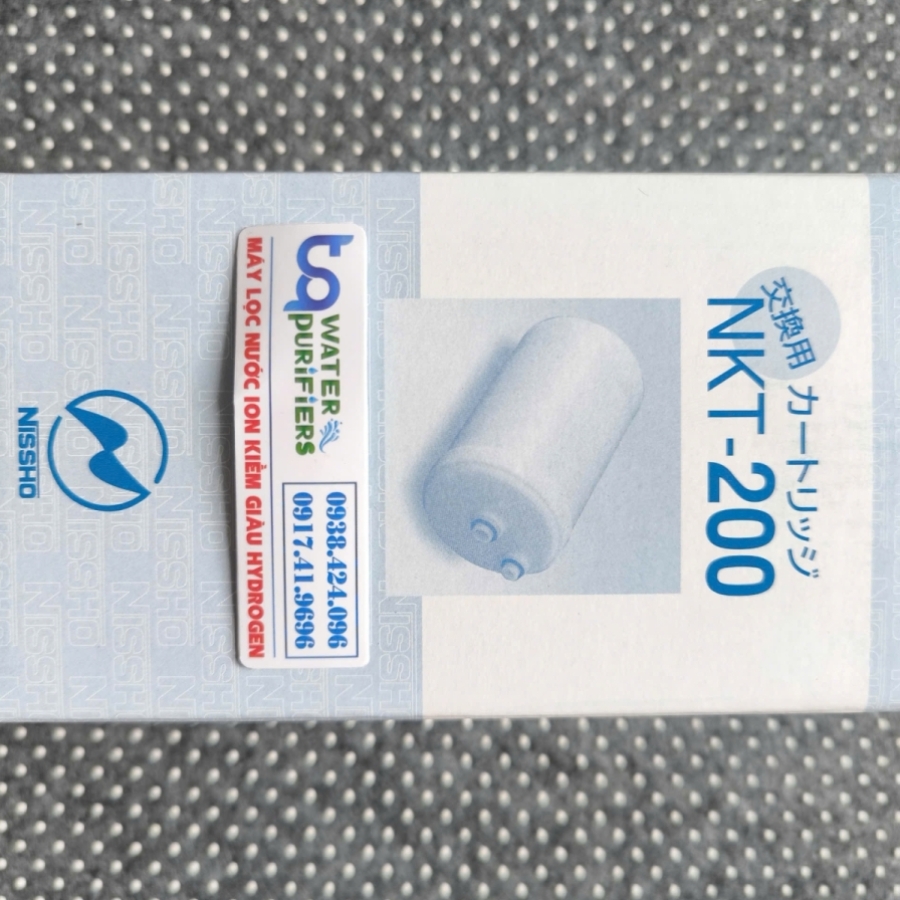 交換用
カートリッジ
NKT-200
tq
WATER
PURIFIERS
0938.424.096
0917.41.9696
MÁY LỌC NƯỚC ION KIỀM GIÀU HYDROGEN
NISSHO